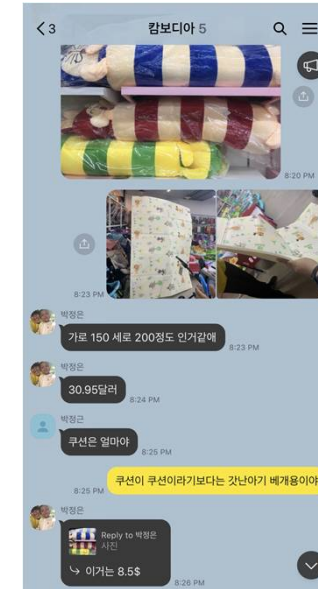 3
캄보디아 5
8:20 PM
8:23 PM
박정은
가로 150 세로 200정도 인거같애
8:23 PM
박정은
30.95달러
8:24 PM
박정근
쿠션은 얼마야
8:25 PM
쿠션이 쿠션이라기보다는 갓난아기 베개용이야
8:25 PM
박정은
Reply to 박정은
사진
이거는 8.5$
8:26 PM